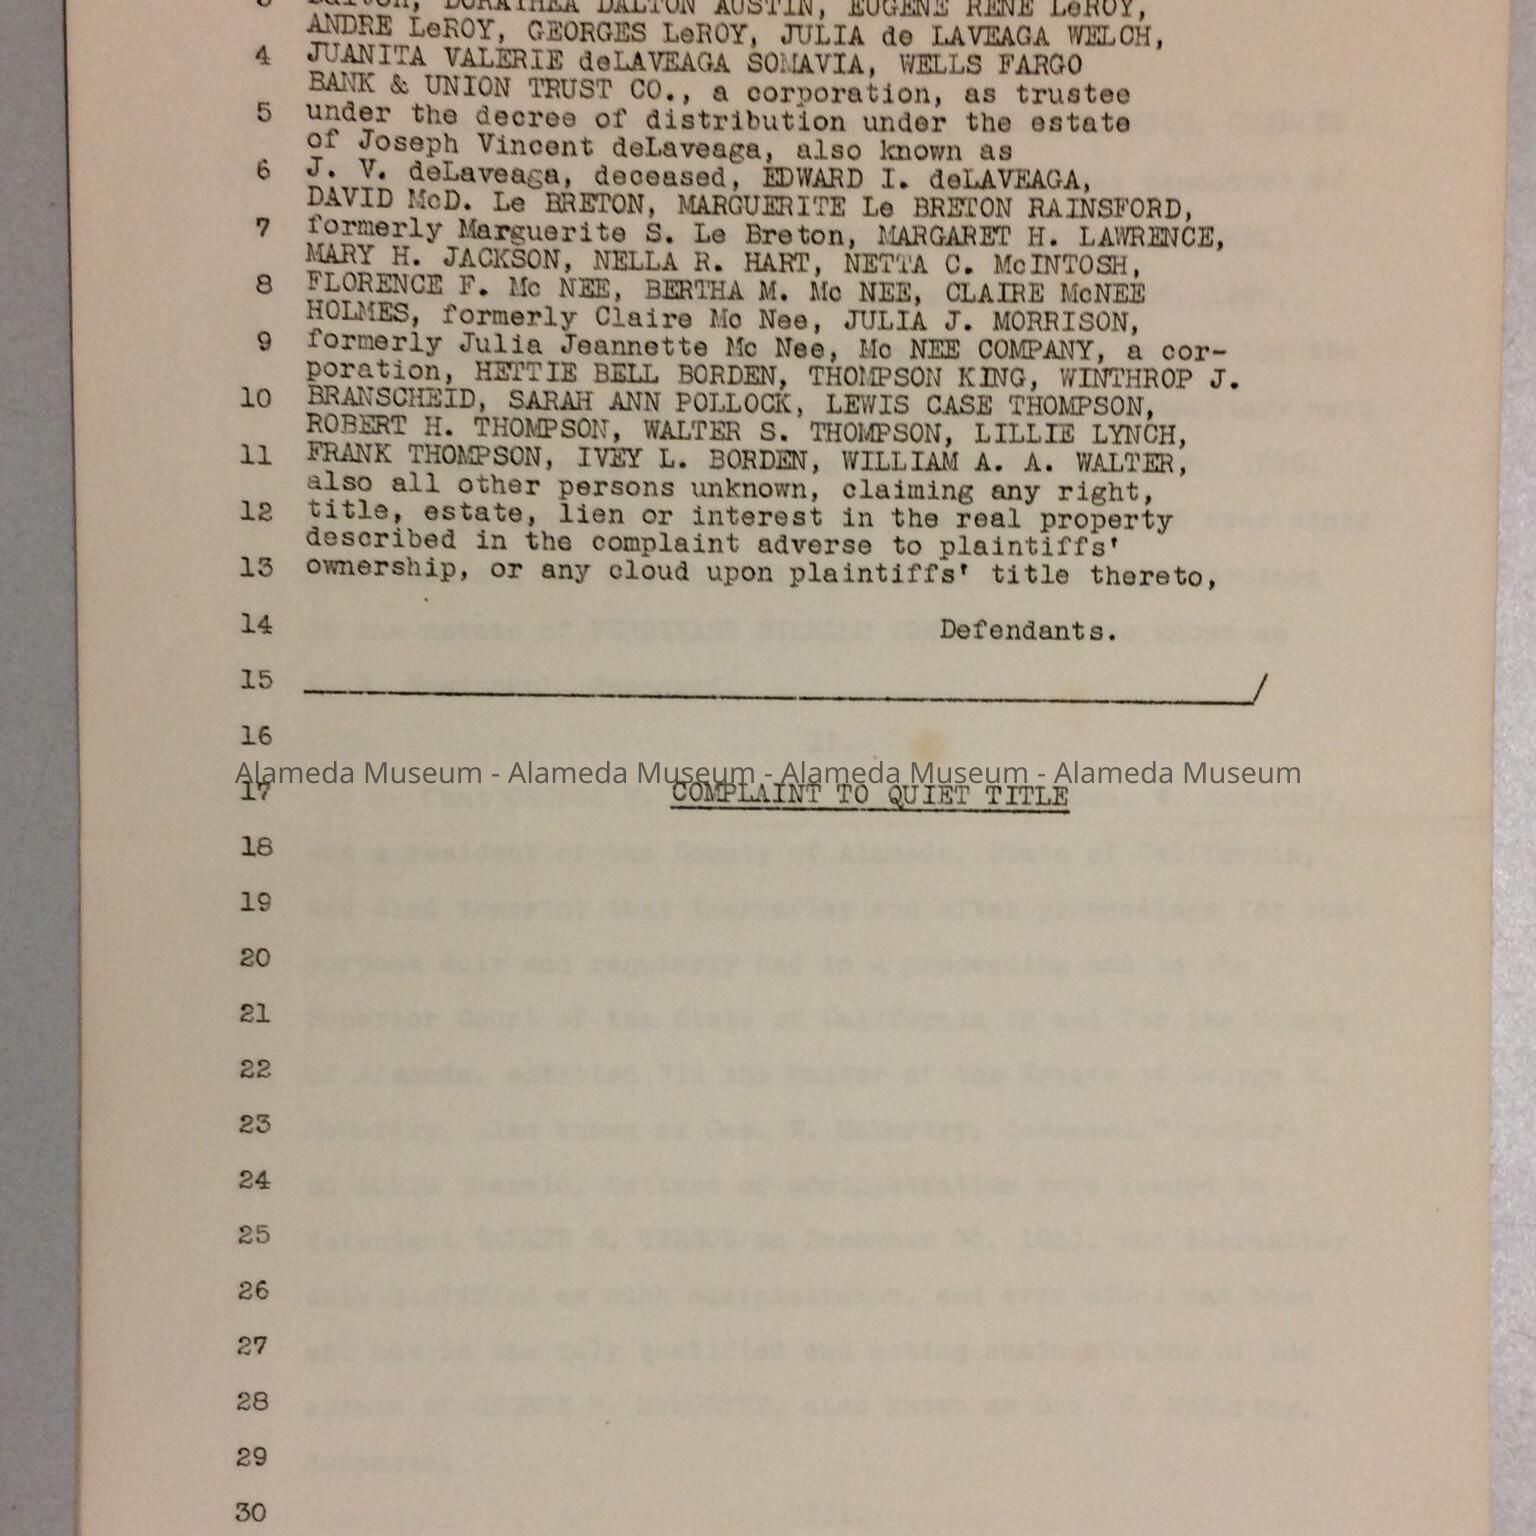 3 Dalton, DORATHEA DALTON AUSTIN, EUGENE RENE LeROY,
ANDRE LeROY, GEORGES LeROY, JULIA de LAVEAGA WELCH,
4 JUANITA VALERIE deLAVEAGA SOMAVIA, WELLS FARGO
BANK & UNION TRUST CO., a corporation, as trustee
5 under the decree of distribution under the estate
of Joseph Vincent deLaveaga, also known as
6 J. V. deLaveaga, deceased, EDWARD I. deLAVEAGA,
DAVID McD. Le BRETON, MARGUERITE Le BRETON RAINSFORD,
7 formerly Marguerite S. Le Breton, MARGARET H. LAWRENCE,
MARY H. JACKSON, NELLA R. HART, NETTA C. McINTOSH,
8 FLORENCE F. Mc NEE, BERTHA M. Mc NEE, CLAIRE McNEE
HOLMES, formerly Claire Mc Nee, JULIA J. MORRISON,
9 formerly Julia Jeannette Mc Nee, Mc NEE COMPANY, a cor-
poration, HETTIE BELL BORDEN, THOMPSON KING, WINTHROP J.
10 BRANSCHEID, SARAH ANN POLLOCK, LEWIS CASE THOMPSON,
ROBERT H. THOMPSON, WALTER S. THOMPSON, LILLIE LYNCH,
11 FRANK THOMPSON, IVEY L. BORDEN, WILLIAM A. A. WALTER,
also all other persons unknown, claiming any right,
12 title, estate, lien or interest in the real property
described in the complaint adverse to plaintiffs'
13 ownership, or any cloud upon plaintiffs' title thereto,
14 Defendants.
15
16
Alameda Museum - Alameda Museum - Alameda Museum - Alameda Museum
17 COMPLAINT TO QUIET TITLE
18
19
20
21
22
23
24
25
26
27
28
29
30